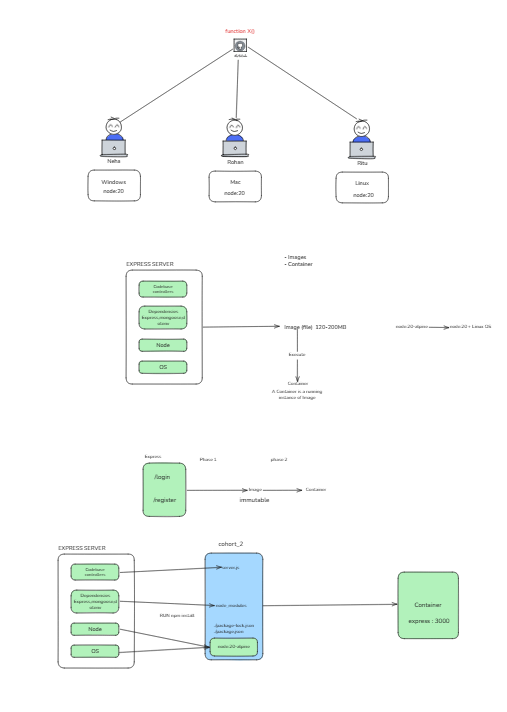 function X()
Neha
Rohan
Ritu
Windows
node:20
Mac
node:20
Linux
node:20
- Images
- Container
EXPRESS SERVER
Codebase
controllers
Dependencies
Node
OS
Image (file) 120-200MB
node:20-alpine
node:20 + Linux OS
Execute
Container
A Container is a running
instance of Image
Express
Phase-1
phase-2
/login
/register
Image
Container
immutable
cohort_2
EXPRESS SERVER
Codebase
controllers
Dependencies
Node
OS
server.js
node_modules
RUN npm install
./package-lock.json
./package.json
node:20-alpine
Container
express : 3000